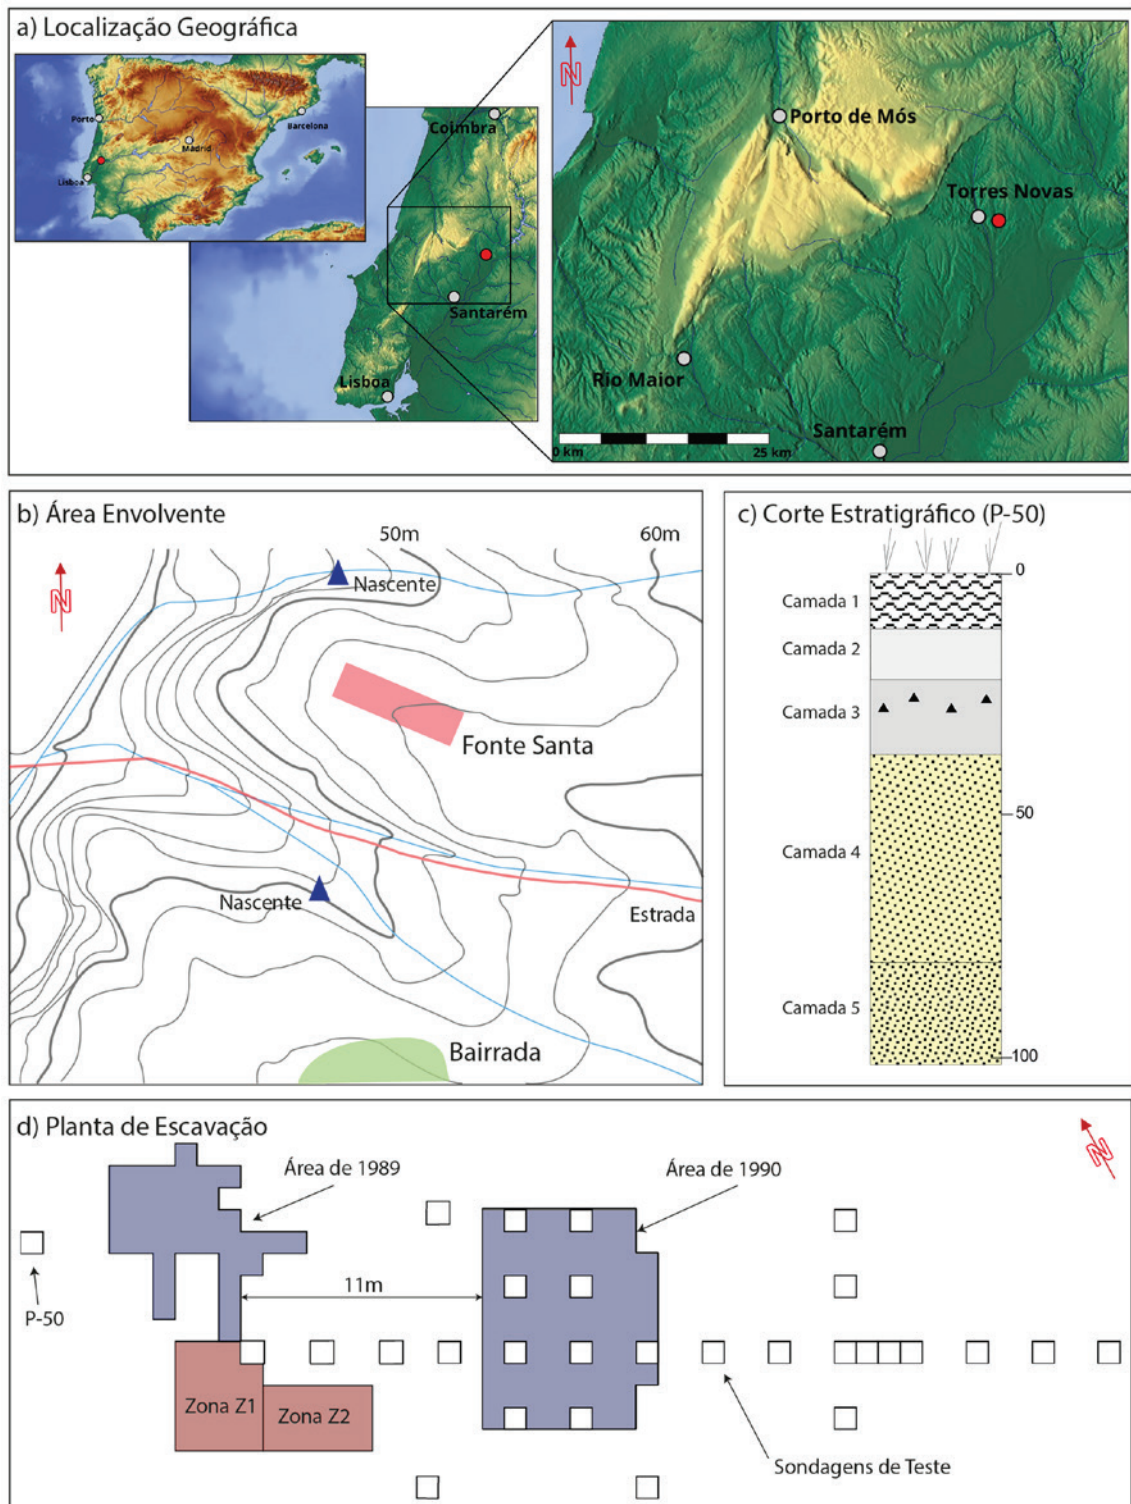 a) Localização Geográfica
Porto
Barcelona
Madrid
Lisboa
Coimbra
Santarém
Lisboa
N
Porto de Mós
Torres Novas
Rio Maior
Santarém
0 km
25 km
b) Área Envolvente
50m
60m
N
Nascente
Fonte Santa
Nascente
Estrada
Bairrada
c) Corte Estratigráfico (P-50)
0
Camada 1
Camada 2
Camada 3
50
Camada 4
Camada 5
100
d) Planta de Escavação
N
Área de 1989
Área de 1990
11m
P-50
Zona Z1
Zona Z2
Sondagens de Teste